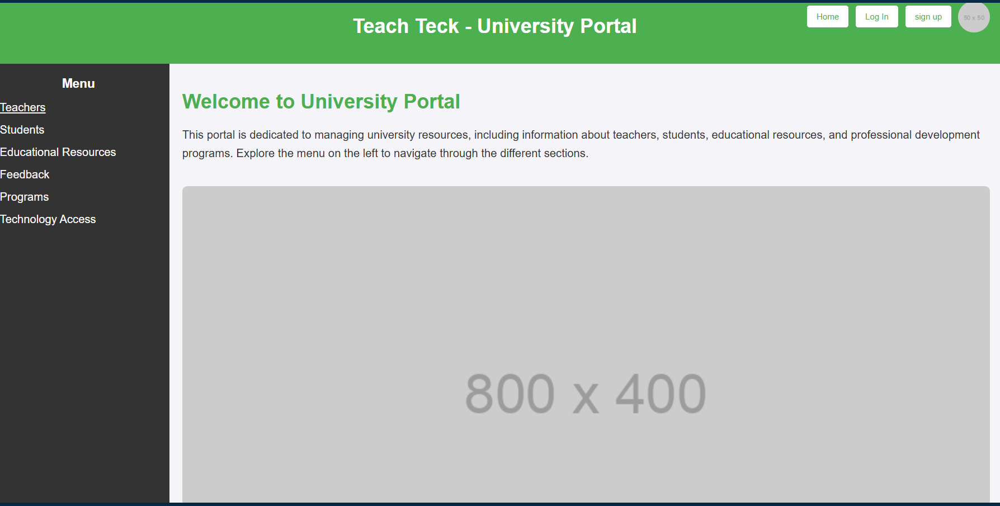 Teach Teck - University Portal
Home
Log In
sign up
50 x 50
Menu
Teachers
Students
Educational Resources
Feedback
Programs
Technology Access
Welcome to University Portal
This portal is dedicated to managing university resources, including information about teachers, students, educational resources, and professional development
programs. Explore the menu on the left to navigate through the different sections.
800 x 400